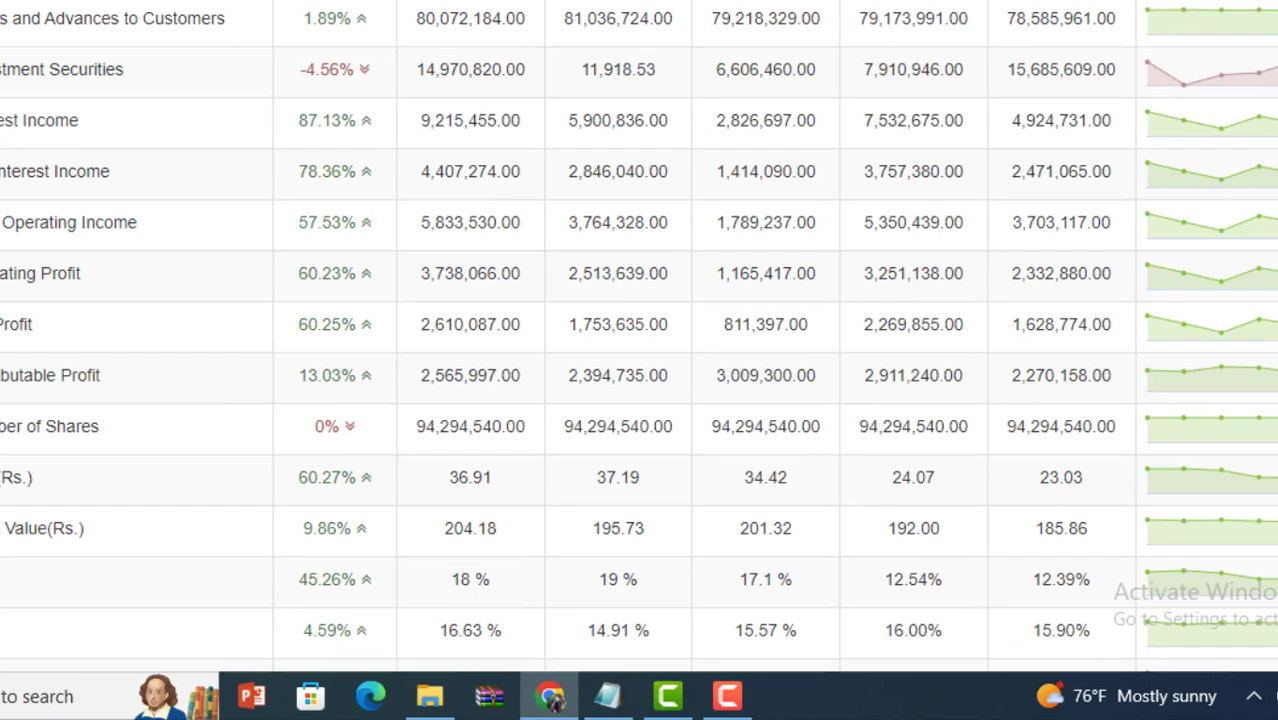 s and Advances to Customers 1.89% 80,072,184.00 81,036,724.00 79,218,329.00 79,173,991.00 78,585,961.00
tment Securities -4.56% 14,970,820.00 11,918.53 6,606,460.00 7,910,946.00 15,685,609.00
est Income 87.13% 9,215,455.00 5,900,836.00 2,826,697.00 7,532,675.00 4,924,731.00
nterest Income 78.36% 4,407,274.00 2,846,040.00 1,414,090.00 3,757,380.00 2,471,065.00
Operating Income 57.53% 5,833,530.00 3,764,328.00 1,789,237.00 5,350,439.00 3,703,117.00
ating Profit 60.23% 3,738,066.00 2,513,639.00 1,165,417.00 3,251,138.00 2,332,880.00
Profit 60.25% 2,610,087.00 1,753,635.00 811,397.00 2,269,855.00 1,628,774.00
butable Profit 13.03% 2,565,997.00 2,394,735.00 3,009,300.00 2,911,240.00 2,270,158.00
ber of Shares 0% 94,294,540.00 94,294,540.00 94,294,540.00 94,294,540.00 94,294,540.00
(Rs.) 60.27% 36.91 37.19 34.42 24.07 23.03
Value(Rs.) 9.86% 204.18 195.73 201.32 192.00 185.86
45.26% 18 % 19 % 17.1 % 12.54% 12.39%
Activate Windo
Go to Settings to act
4.59% 16.63 % 14.91 % 15.57 % 16.00% 15.90%
to search 76°F Mostly sunny